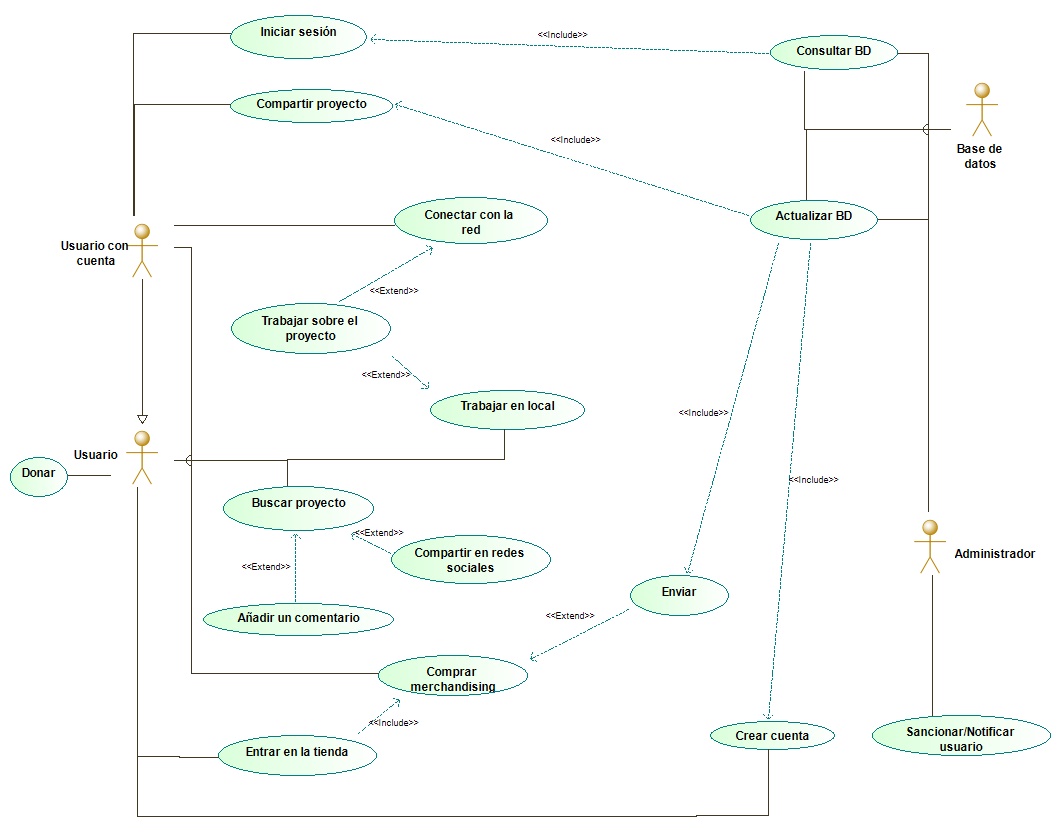 Iniciar sesión
<<Include>>
Consultar BD
Compartir proyecto
<<Include>>
Base de
datos
Conectar con la
red
Actualizar BD
Usuario con
cuenta
<<Extend>>
Trabajar sobre el
proyecto
<<Extend>>
Trabajar en local
<<Include>>
Usuario
Donar
<<Include>>
Buscar proyecto
<<Extend>>
Compartir en redes
sociales
Administrador
<<Extend>>
Enviar
Añadir un comentario
<<Extend>>
Comprar
merchandising
<<Include>>
Entrar en la tienda
Crear cuenta
Sancionar/Notificar
usuario